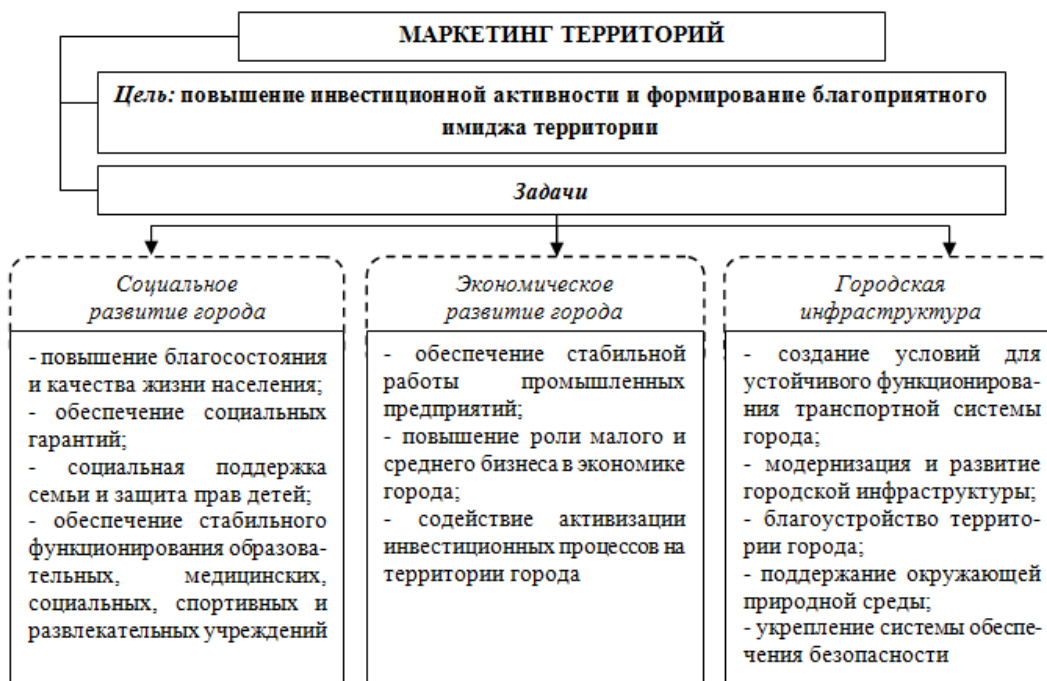 МАРКЕТИНГ ТЕРРИТОРИЙ
Цель: повышение инвестиционной активности и формирование благоприятного
имиджа территории
Задачи
Социальное
развитие города
- повышение благосостояния
и качества жизни населения;
- обеспечение социальных
гарантий;
- социальная поддержка
семьи и защита прав детей;
- обеспечение стабильного
функционирования образова-
тельных, медицинских,
социальных, спортивных и
развлекательных учреждений
Экономическое
развитие города
- обеспечение стабильной
работы промышленных
предприятий;
- повышение роли малого и
среднего бизнеса в экономике
города;
- содействие активизации
инвестиционных процессов на
территории города
Городская
инфраструктура
- создание условий для
устойчивого функционирова-
ния транспортной системы
города;
- модернизация и развитие
городской инфраструктуры;
- благоустройство террито-
рии города;
- поддержание окружающей
природной среды;
- укрепление системы обеспе-
чения безопасности